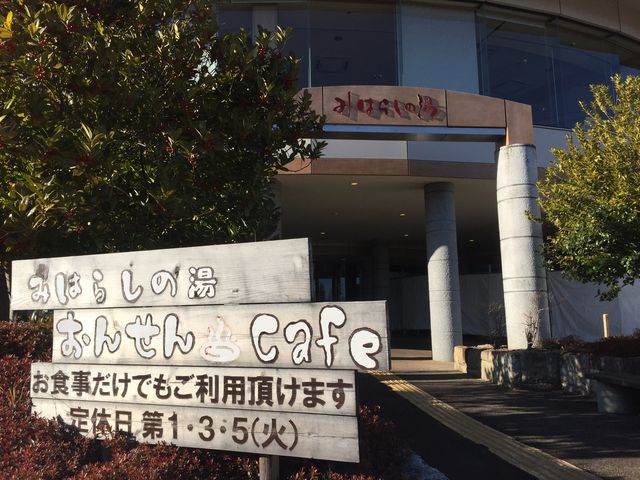 みはらしの湯
みはらしの湯
おんせん Cafe
お食事だけでもご利用頂けます
定休日 第1・3・5(火)